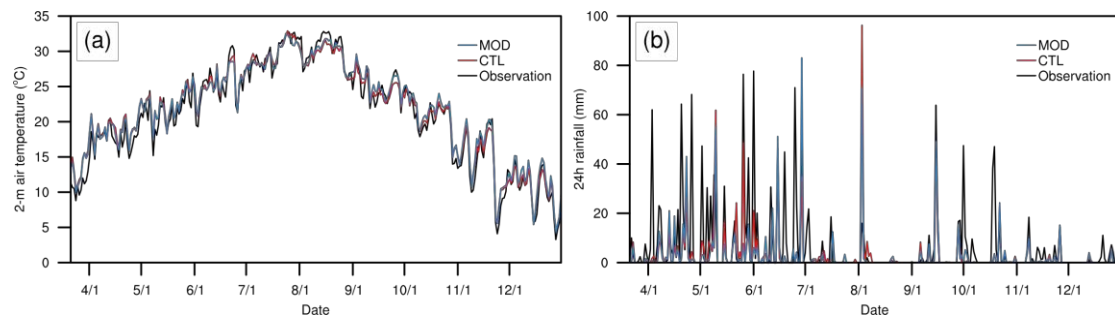 (a)
MOD
CTL
Observation
2-m air temperature (°C)
35
30
25
20
15
10
5
0
4/1 5/1 6/1 7/1 8/1 9/1 10/1 11/1 12/1
Date
(b)
MOD
CTL
Observation
24h rainfall (mm)
100
80
60
40
20
0
4/1 5/1 6/1 7/1 8/1 9/1 10/1 11/1 12/1
Date